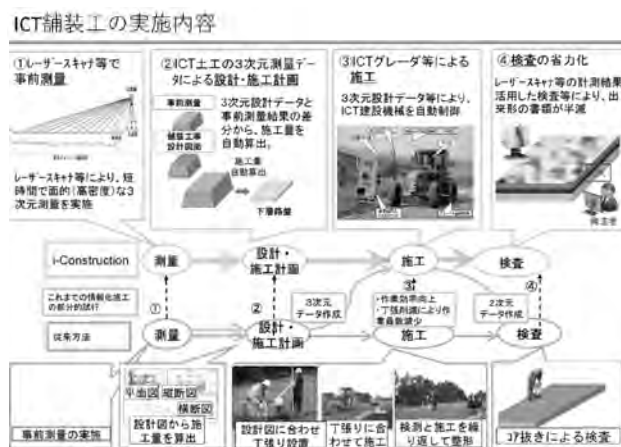 ICT舗装工の実施内容
①レーザースキャナ等で
事前測量
レーザースキャナ等により、短
時間で面的(高密度)な3
次元測量を実施
②ICT土工の3次元測量デー
タによる設計・施工計画
事前測量
舗装工事
設計図面
3次元設計データと
事前測量結果の差
分から、施工量を
自動算出。
施工量
自動算出
下層路盤
③ICTグレーダ等による
施工
3次元設計データ等により、
ICT建設機械を自動制御
④検査の省力化
レーザースキャナ等の計測結果を
活用した検査等により、出
来形の書類が半減
発注者
i-Construction
測量
設計・
施工計画
施工
検査
これまでの情報化施工
の部分的試行
①
②
3次元
データ作成
③
・作業効率向上
・丁張削減により作
業員数減少
2次元
データ作成
④
従来方法
測量
設計・
施工計画
施工
検査
事前測量の実施
平面図
縦断図
横断図
設計図から施
工量を算出
設計図に合わせ
丁張り設置
丁張りに合
わせて施工
検測と施工を繰
り返して整形
コア抜きによる検査